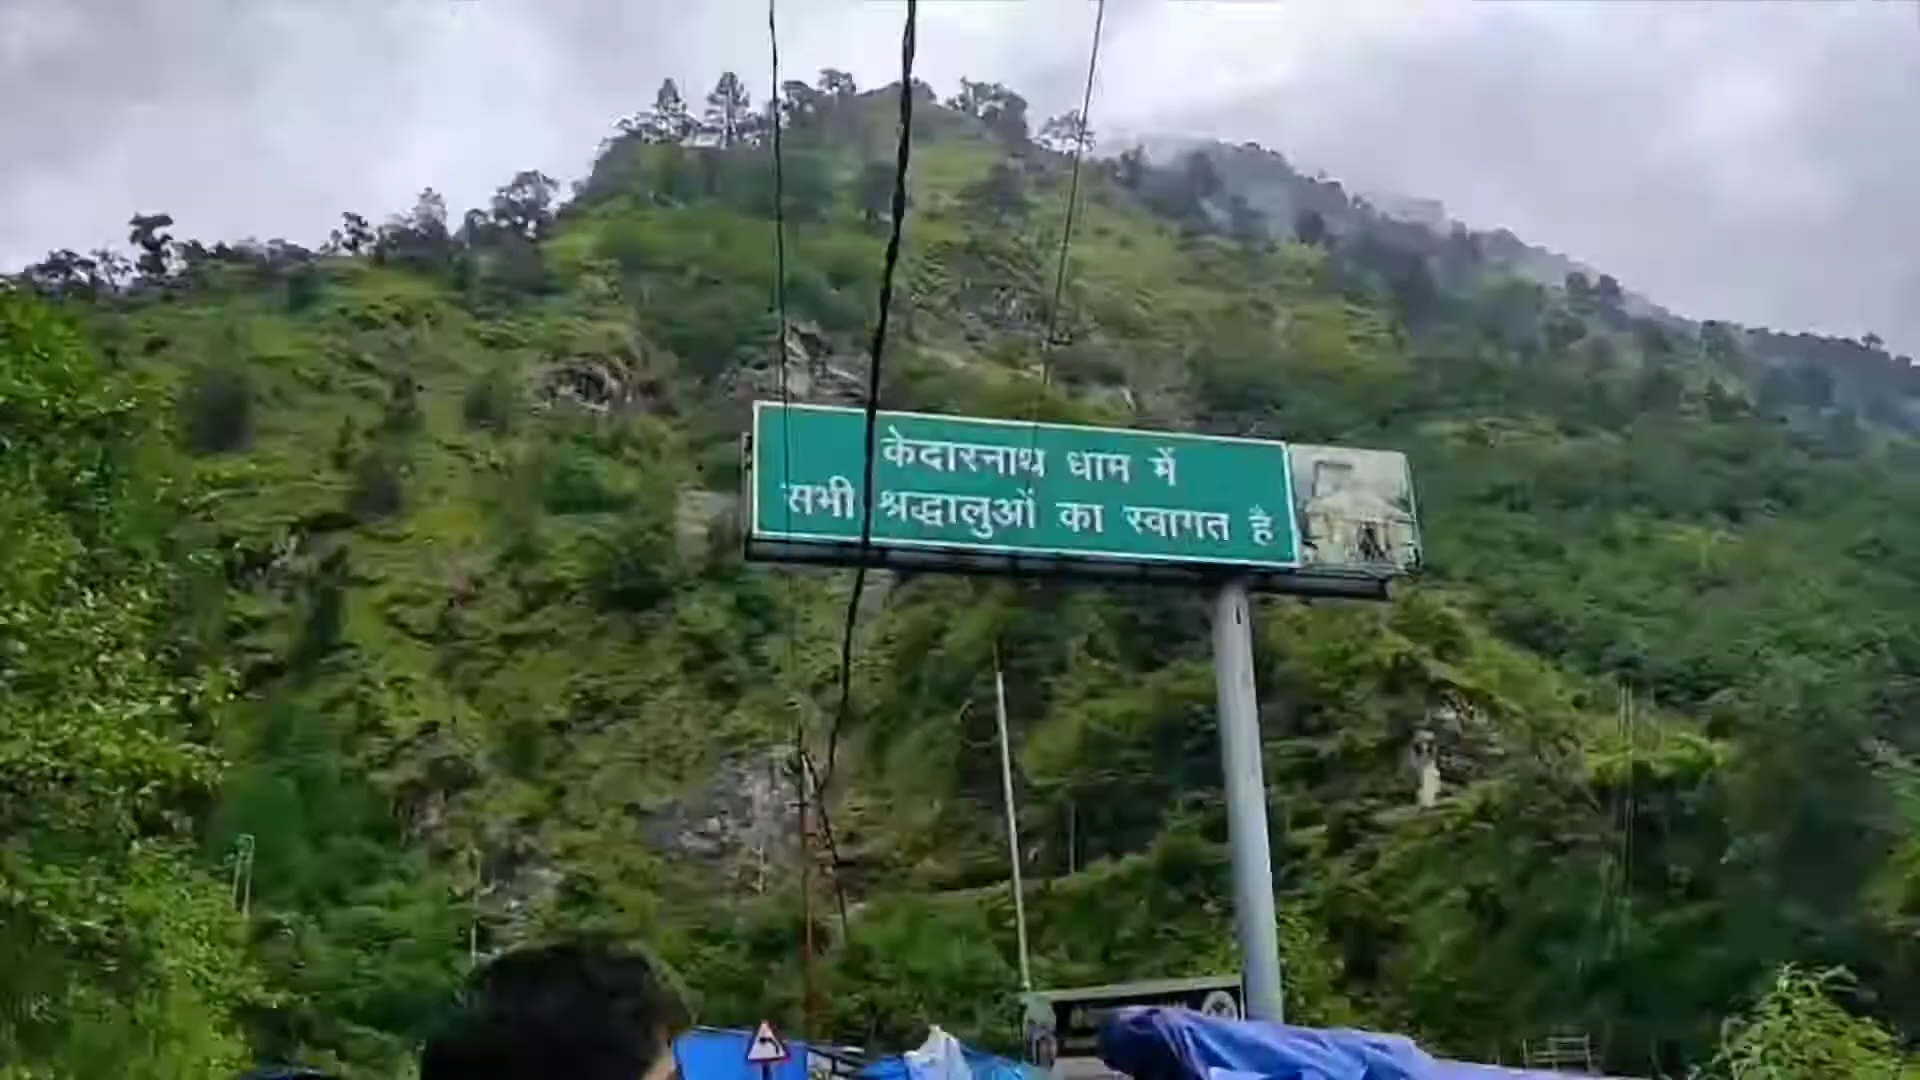 केदारनाथ धाम में
सभी श्रद्धालुओं का स्वागत है